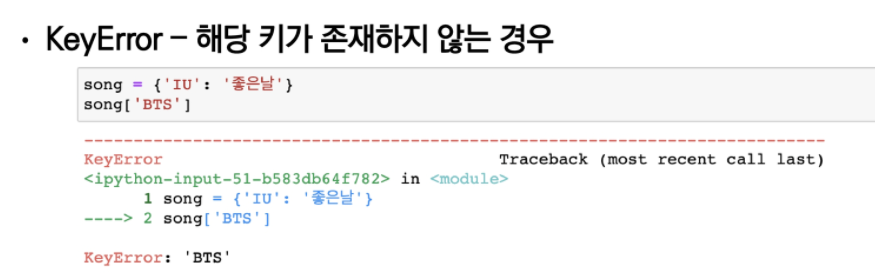 • KeyError – 해당 키가 존재하지 않는 경우
song = {'IU': '좋은날'}
song['BTS']
---------------------------------------------------------------------------
KeyError                                  Traceback (most recent call last)
<ipython-input-51-b583db64f782> in <module>
      1 song = {'IU': '좋은날'}
----> 2 song['BTS']
KeyError: 'BTS'